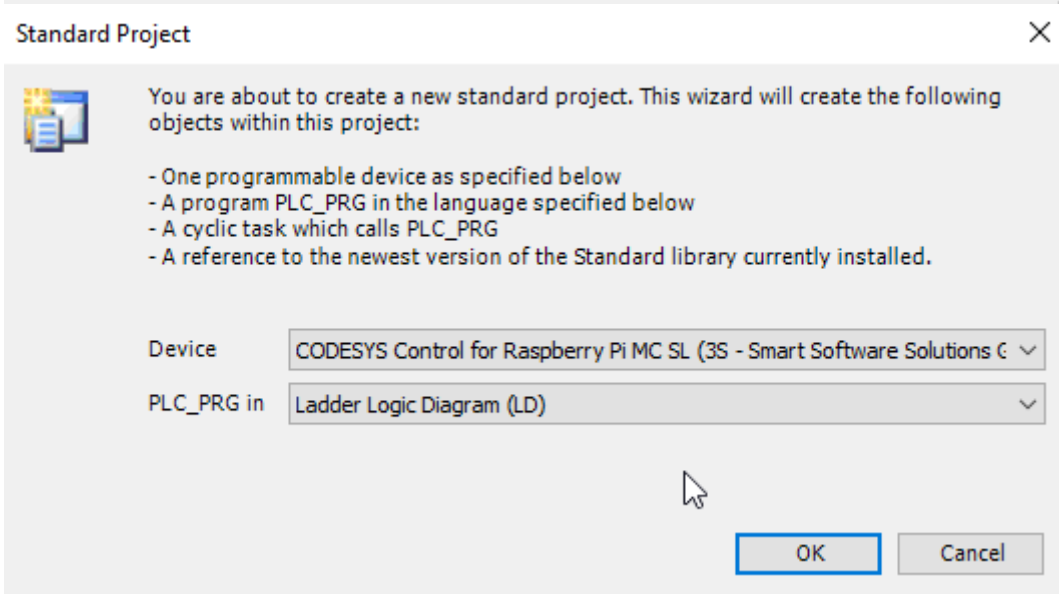 Standard Project
You are about to create a new standard project. This wizard will create the following
objects within this project:
- One programmable device as specified below
- A program PLC_PRG in the language specified below
- A cyclic task which calls PLC_PRG
- A reference to the newest version of the Standard library currently installed.
Device CODESYS Control for Raspberry Pi MC SL (3S - Smart Software Solutions G
PLC_PRG in Ladder Logic Diagram (LD)
OK Cancel